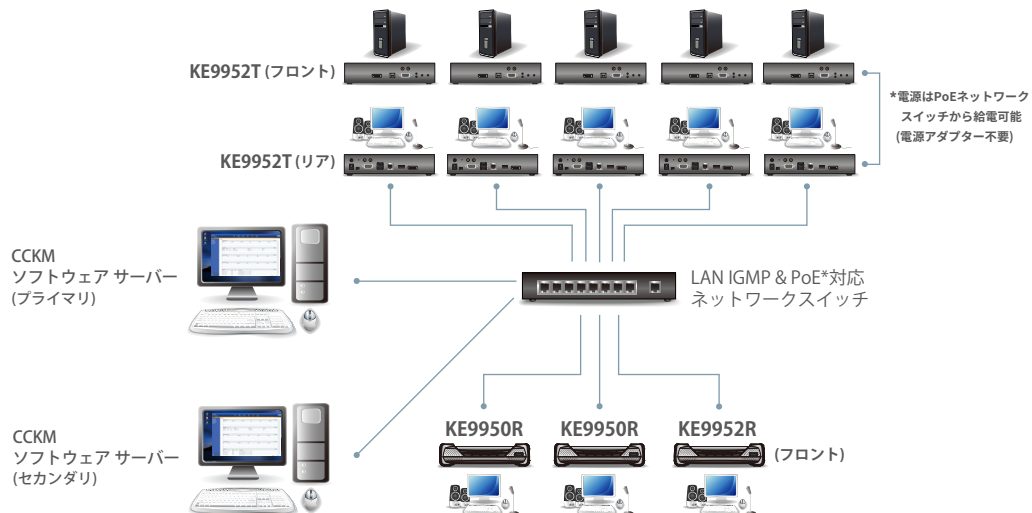 KE9952T (フロント)
*電源はPoEネットワーク
スイッチから給電可能
(電源アダプター不要)
KE9952T (リア)
CCKM
ソフトウェア サーバー
(プライマリ)
LAN IGMP & PoE*対応
ネットワークスイッチ
CCKM
ソフトウェア サーバー
(セカンダリ)
KE9950R
KE9950R
KE9952R
(フロント)